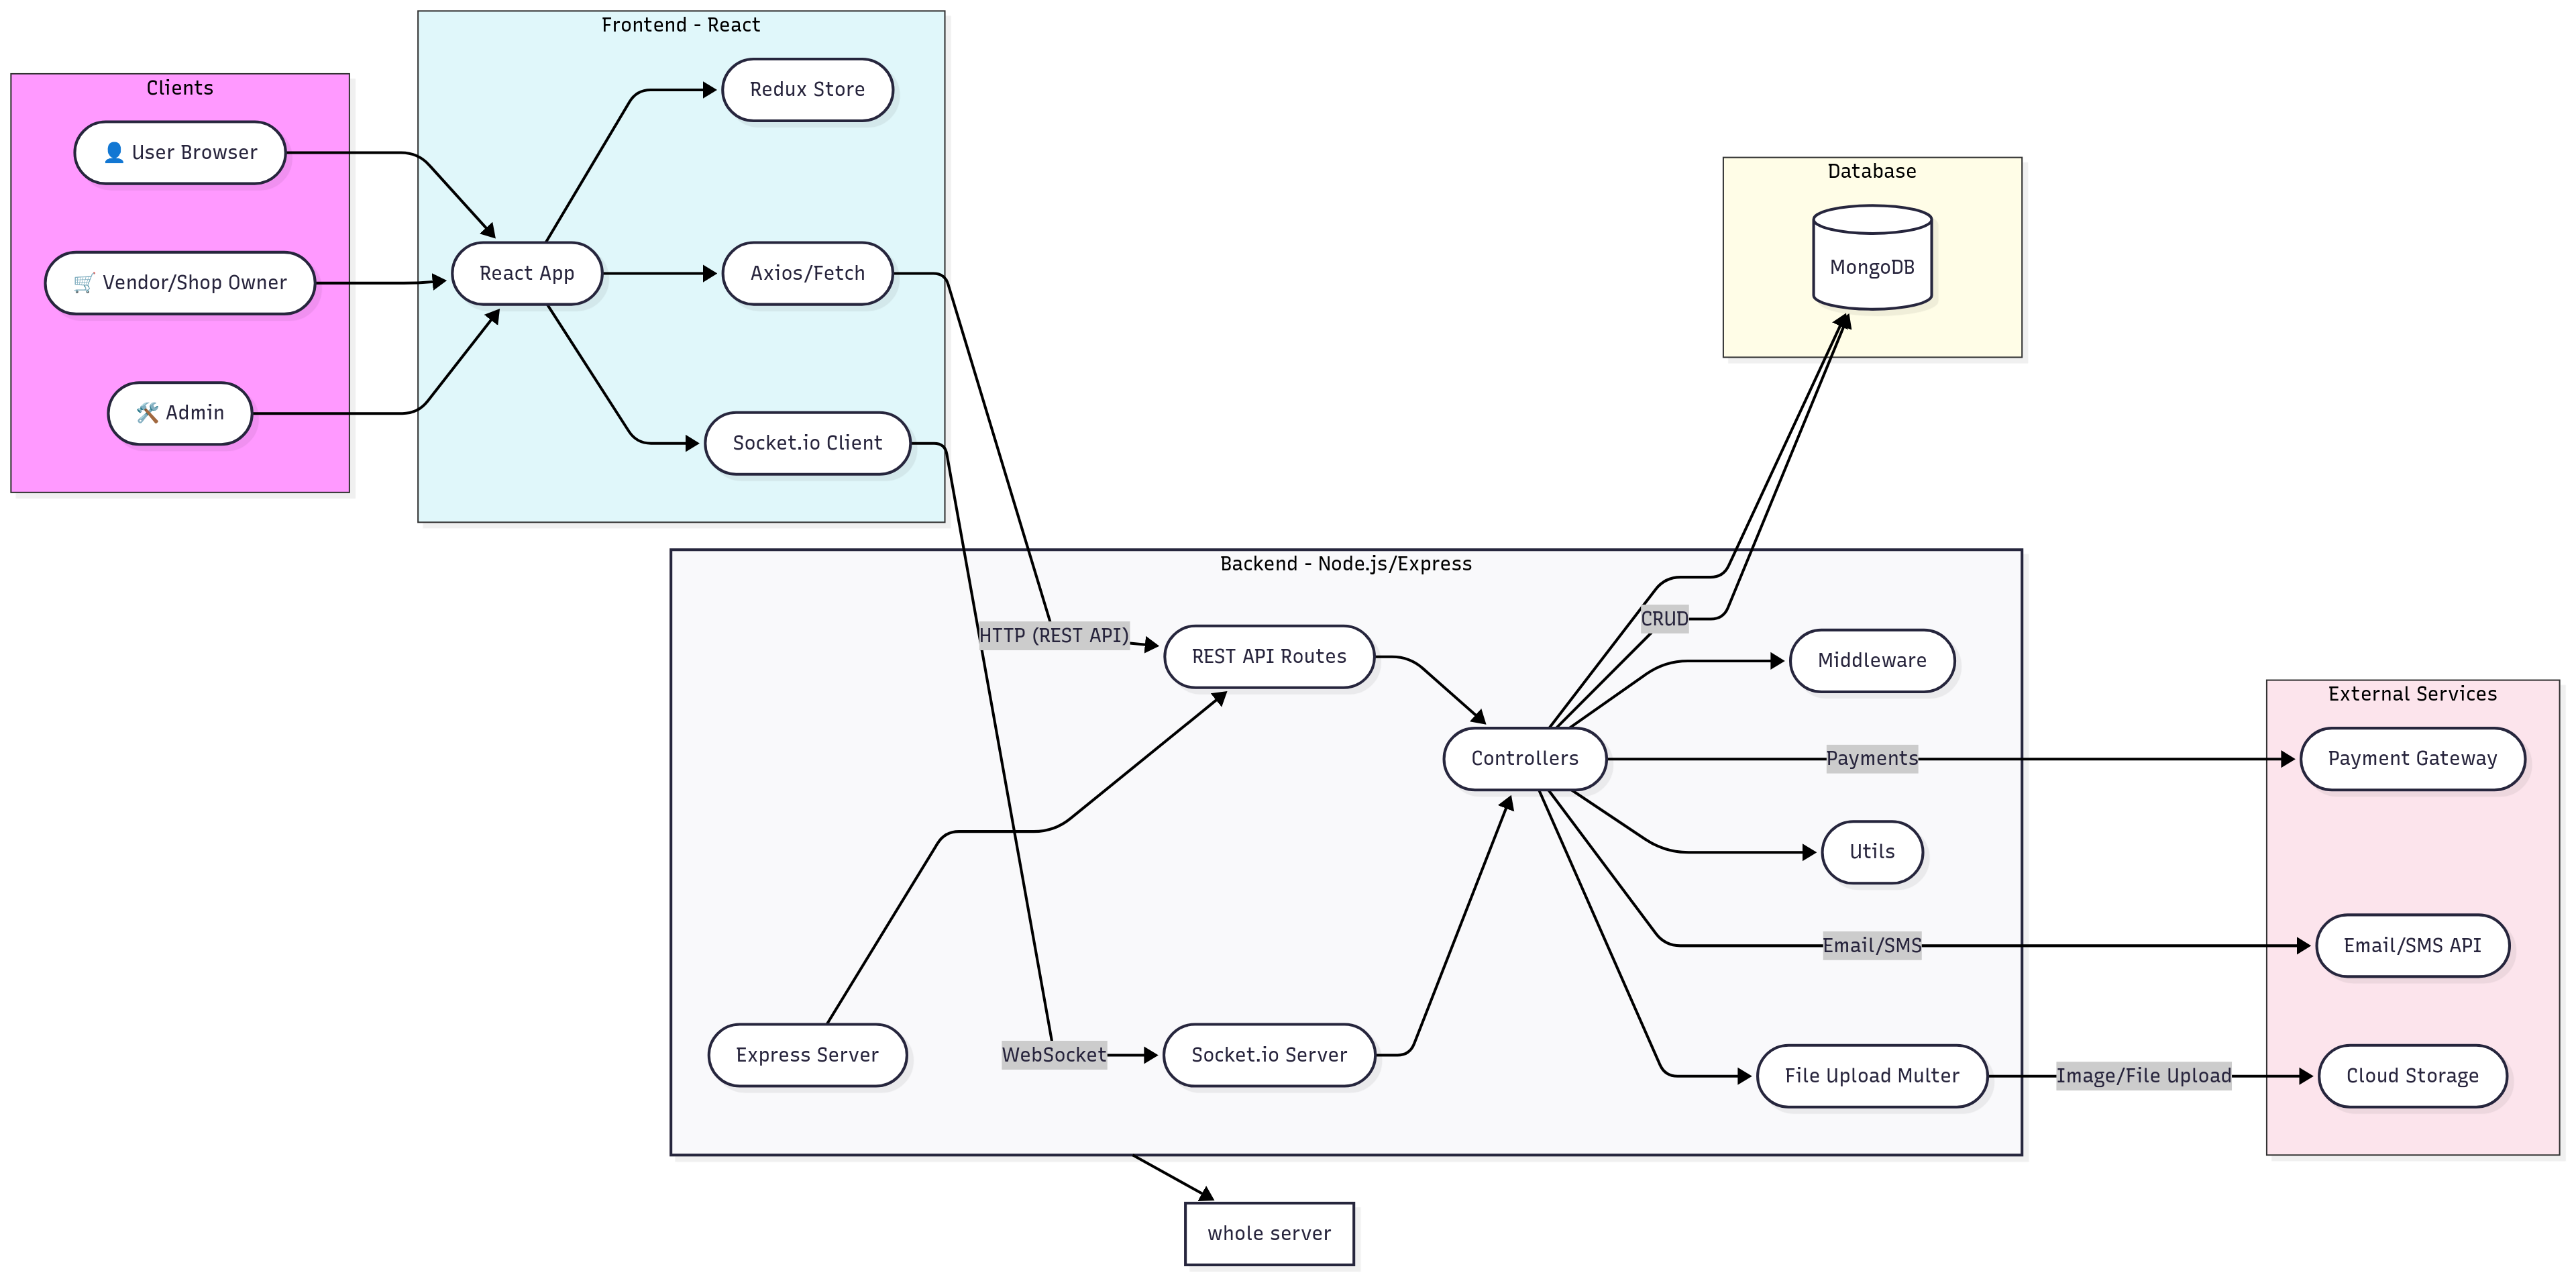 Clients
👤 User Browser
🛒 Vendor/Shop Owner
🛠️ Admin
Frontend - React
React App
Redux Store
Axios/Fetch
Socket.io Client
Database
MongoDB
Backend - Node.js/Express
HTTP (REST API)
REST API Routes
CRUD
Middleware
Controllers
Payments
Utils
Email/SMS
Express Server
WebSocket
Socket.io Server
File Upload Multer
Image/File Upload
External Services
Payment Gateway
Email/SMS API
Cloud Storage
whole server